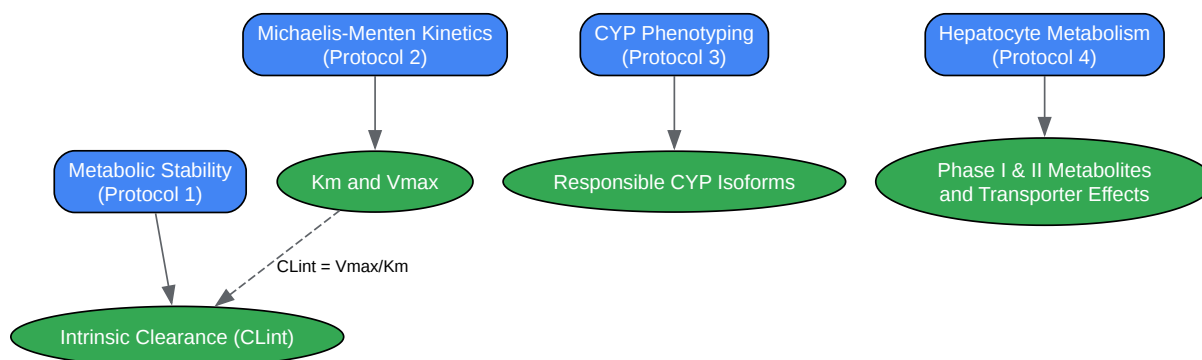 Michaelis-Menten Kinetics
(Protocol 2)
CYP Phenotyping
(Protocol 3)
Hepatocyte Metabolism
(Protocol 4)
Metabolic Stability
(Protocol 1)
Km and Vmax
Responsible CYP Isoforms
Phase I & II Metabolites
and Transporter Effects
CLint = Vmax/Km
Intrinsic Clearance (CLint)